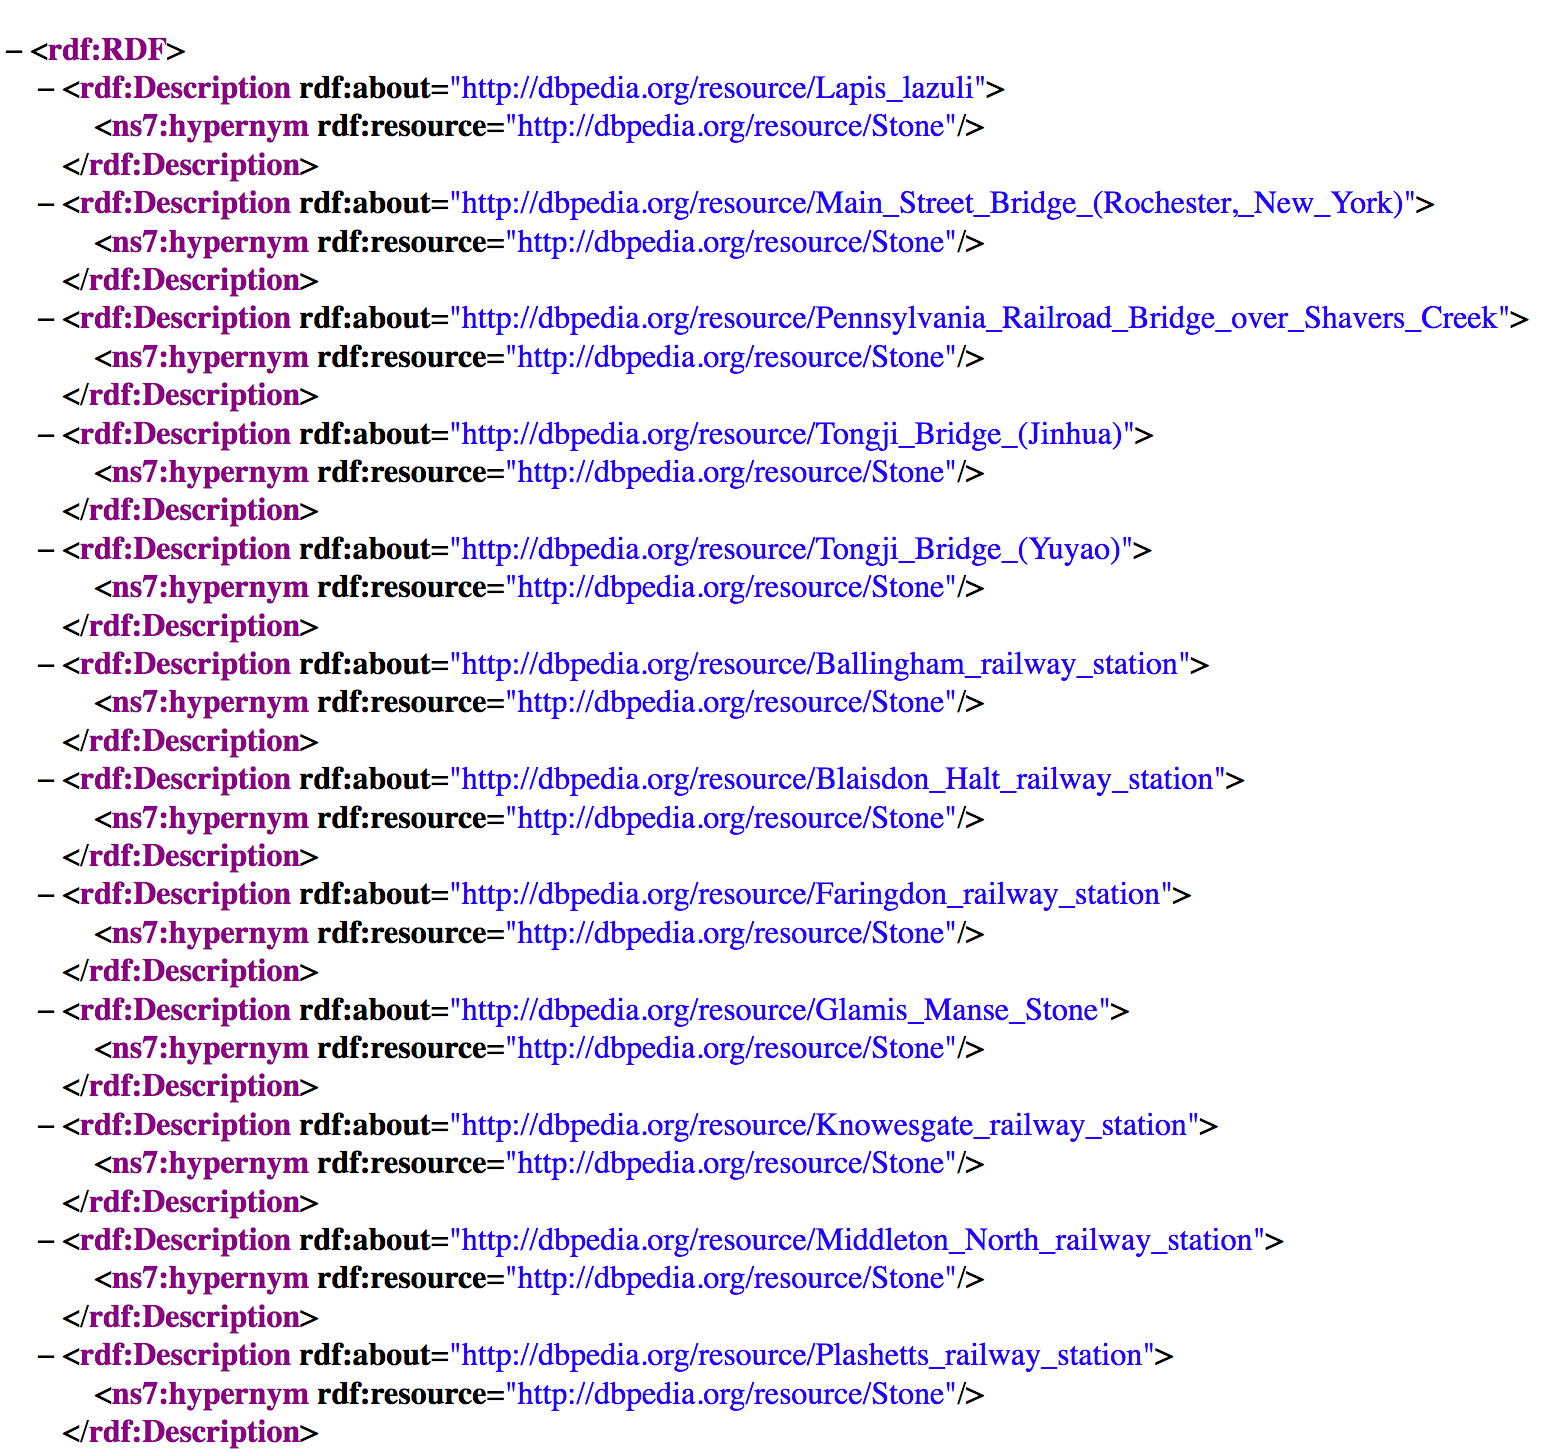 – <rdf:RDF>
– <rdf:Description rdf:about="http://dbpedia.org/resource/Lapis_lazuli">
<ns7:hypernym rdf:resource="http://dbpedia.org/resource/Stone"/>
</rdf:Description>
– <rdf:Description rdf:about="http://dbpedia.org/resource/Main_Street_Bridge_(Rochester,_New_York)">
<ns7:hypernym rdf:resource="http://dbpedia.org/resource/Stone"/>
</rdf:Description>
– <rdf:Description rdf:about="http://dbpedia.org/resource/Pennsylvania_Railroad_Bridge_over_Shavers_Creek">
<ns7:hypernym rdf:resource="http://dbpedia.org/resource/Stone"/>
</rdf:Description>
– <rdf:Description rdf:about="http://dbpedia.org/resource/Tongji_Bridge_(Jinhua)">
<ns7:hypernym rdf:resource="http://dbpedia.org/resource/Stone"/>
</rdf:Description>
– <rdf:Description rdf:about="http://dbpedia.org/resource/Tongji_Bridge_(Yuyao)">
<ns7:hypernym rdf:resource="http://dbpedia.org/resource/Stone"/>
</rdf:Description>
– <rdf:Description rdf:about="http://dbpedia.org/resource/Ballingham_railway_station">
<ns7:hypernym rdf:resource="http://dbpedia.org/resource/Stone"/>
</rdf:Description>
– <rdf:Description rdf:about="http://dbpedia.org/resource/Blaisdon_Halt_railway_station">
<ns7:hypernym rdf:resource="http://dbpedia.org/resource/Stone"/>
</rdf:Description>
– <rdf:Description rdf:about="http://dbpedia.org/resource/Faringdon_railway_station">
<ns7:hypernym rdf:resource="http://dbpedia.org/resource/Stone"/>
</rdf:Description>
– <rdf:Description rdf:about="http://dbpedia.org/resource/Glamis_Manse_Stone">
<ns7:hypernym rdf:resource="http://dbpedia.org/resource/Stone"/>
</rdf:Description>
– <rdf:Description rdf:about="http://dbpedia.org/resource/Knowesgate_railway_station">
<ns7:hypernym rdf:resource="http://dbpedia.org/resource/Stone"/>
</rdf:Description>
– <rdf:Description rdf:about="http://dbpedia.org/resource/Middleton_North_railway_station">
<ns7:hypernym rdf:resource="http://dbpedia.org/resource/Stone"/>
</rdf:Description>
– <rdf:Description rdf:about="http://dbpedia.org/resource/Plashetts_railway_station">
<ns7:hypernym rdf:resource="http://dbpedia.org/resource/Stone"/>
</rdf:Description>